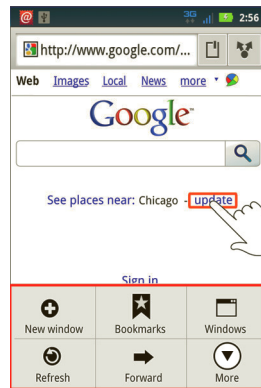 3G 2:56
http://www.google.com/...
Web Images Local News more
Google
See places near: Chicago - update
Sign in
New window Bookmarks Windows
Refresh Forward More